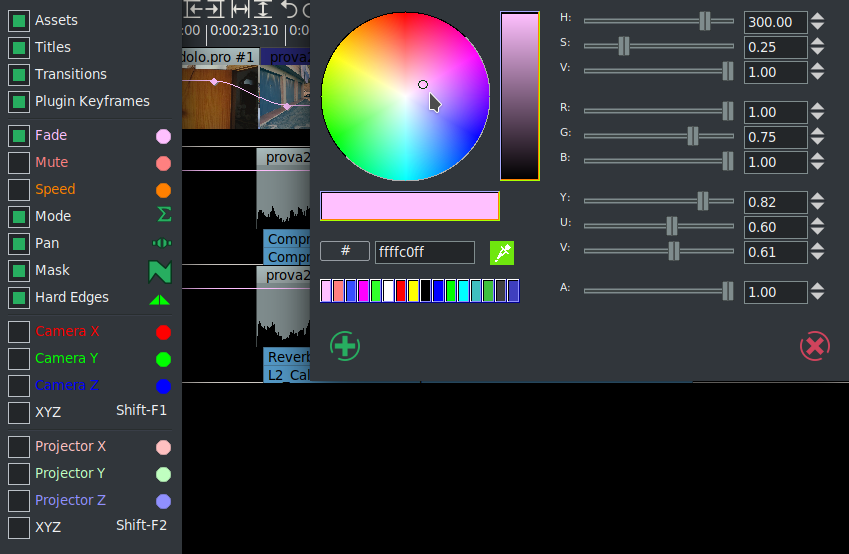 Assets
Titles
Transitions
Plugin Keyframes
Fade
Mute
Speed
Mode
Pan
Mask
Hard Edges
Camera X
Camera Y
Camera Z
XYZ Shift-F1
Projector X
Projector Y
Projector Z
XYZ Shift-F2
:00 0:00:23:10 0:0
dolo.pro #1 prova2
prova2
Compr
Compr
prova2
Reverb
L2_Cal
# ffffc0ff
H: 300.00
S: 0.25
V: 1.00
R: 1.00
G: 0.75
B: 1.00
Y: 0.82
U: 0.60
V: 0.61
A: 1.00